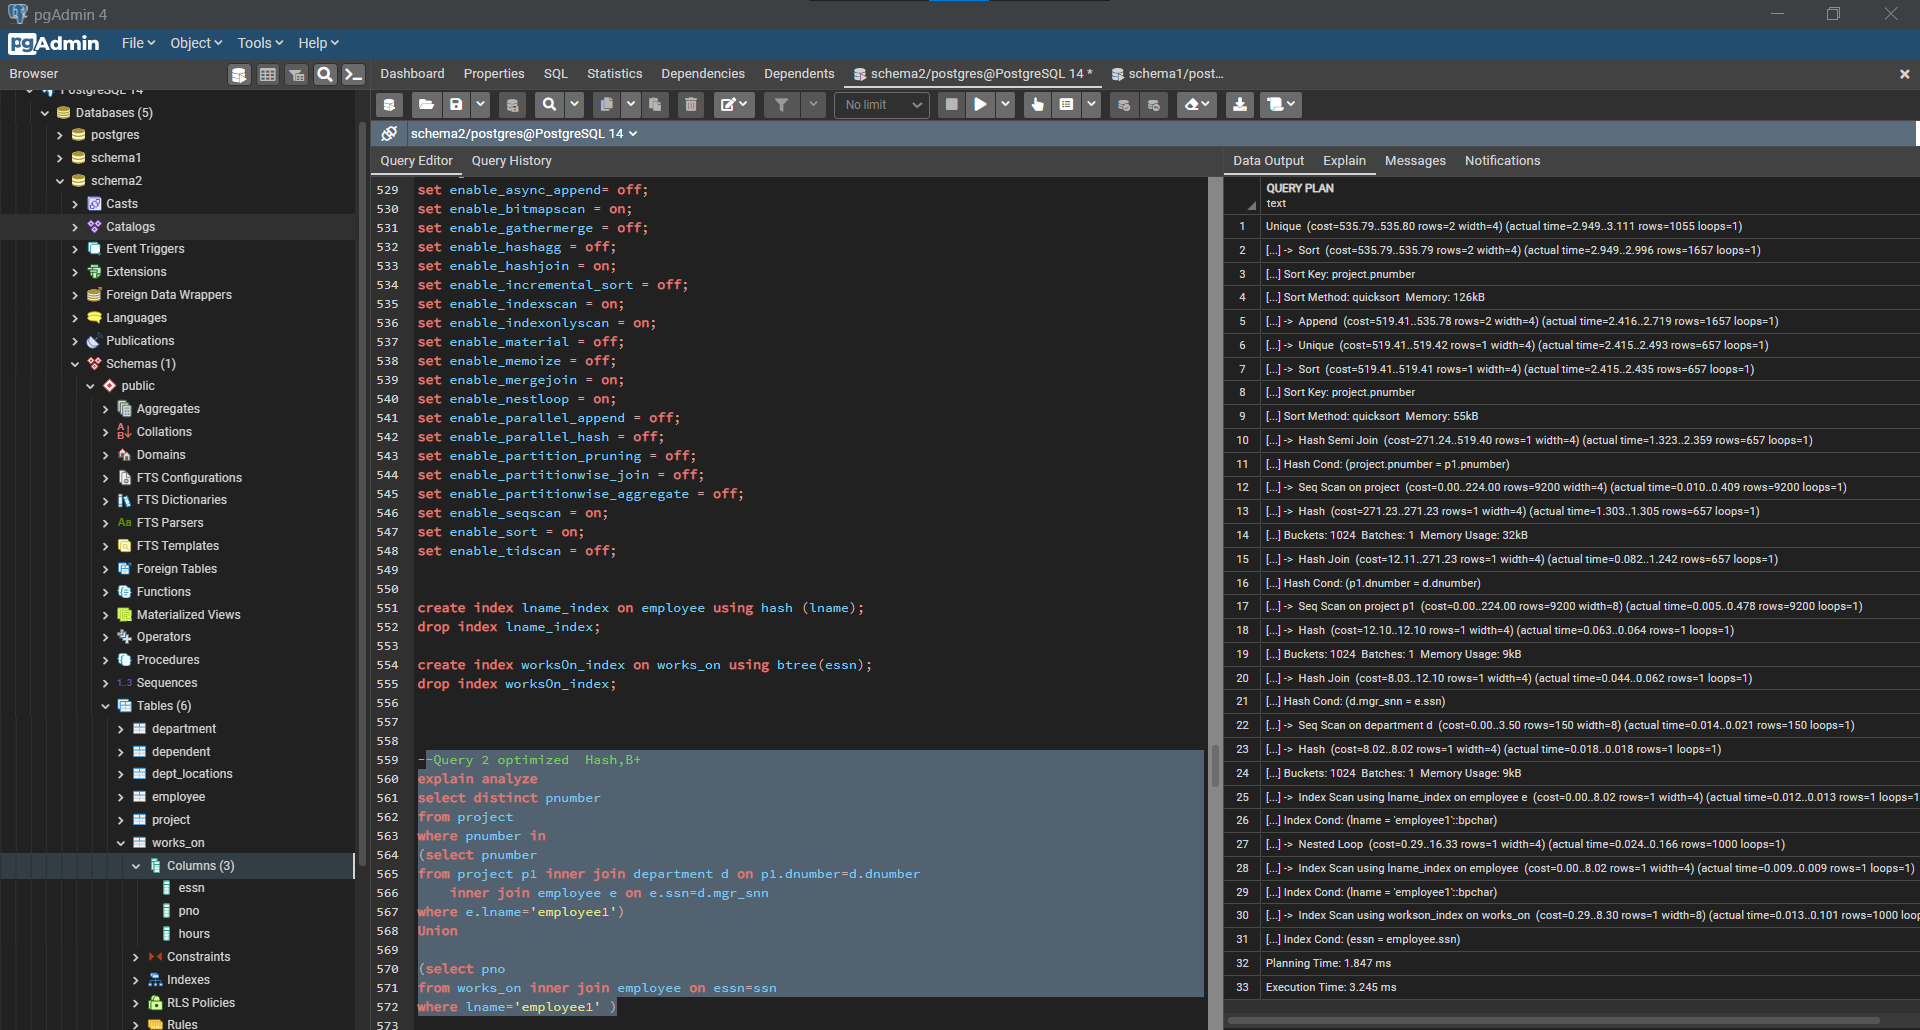 pgAdmin 4
pgAdmin File Object Tools Help
Browser
Dashboard Properties SQL Statistics Dependencies Dependents schema2/postgres@PostgreSQL 14 * schema1/post...
No limit
schema2/postgres@PostgreSQL 14
Query Editor Query History
Data Output Explain Messages Notifications
PostgreSQL 14
Databases (5)
postgres
schema1
schema2
Casts
Catalogs
Event Triggers
Extensions
Foreign Data Wrappers
Languages
Publications
Schemas (1)
public
Aggregates
Collations
Domains
FTS Configurations
FTS Dictionaries
Aa FTS Parsers
FTS Templates
Foreign Tables
Functions
Materialized Views
Operators
Procedures
1..3 Sequences
Tables (6)
department
dependent
dept_locations
employee
project
works_on
Columns (3)
essn
pno
hours
Constraints
Indexes
RLS Policies
Rules
529 set enable_async_append= off;
530 set enable_bitmapscan = on;
531 set enable_gathermerge = off;
532 set enable_hashagg = off;
533 set enable_hashjoin = on;
534 set enable_incremental_sort = off;
535 set enable_indexscan = on;
536 set enable_indexonlyscan = on;
537 set enable_material = off;
538 set enable_memoize = off;
539 set enable_mergejoin = on;
540 set enable_nestloop = on;
541 set enable_parallel_append = off;
542 set enable_parallel_hash = off;
543 set enable_partition_pruning = off;
544 set enable_partitionwise_join = off;
545 set enable_partitionwise_aggregate = off;
546 set enable_seqscan = on;
547 set enable_sort = on;
548 set enable_tidscan = off;
549
550
551 create index lname_index on employee using hash (lname);
552 drop index lname_index;
553
554 create index worksOn_index on works_on using btree(essn);
555 drop index worksOn_index;
556
557
558
559 --Query 2 optimized  Hash,B+
560 explain analyze
561 select distinct pnumber
562 from project
563 where pnumber in
564 (select pnumber
565 from project p1 inner join department d on p1.dnumber=d.dnumber
566 inner join employee e on e.ssn=d.mgr_snn
567 where e.lname='employee1')
568 Union
569
570 (select pno
571 from works_on inner join employee on essn=ssn
572 where lname='employee1' )
573
QUERY PLAN
text
1 Unique (cost=535.79..535.80 rows=2 width=4) (actual time=2.949..3.111 rows=1055 loops=1)
2 [...] -> Sort (cost=535.79..535.79 rows=2 width=4) (actual time=2.949..2.996 rows=1657 loops=1)
3 [...] Sort Key: project.pnumber
4 [...] Sort Method: quicksort Memory: 126kB
5 [...] -> Append (cost=519.41..535.78 rows=2 width=4) (actual time=2.416..2.719 rows=1657 loops=1)
6 [...] -> Unique (cost=519.41..519.42 rows=1 width=4) (actual time=2.415..2.493 rows=657 loops=1)
7 [...] -> Sort (cost=519.41..519.41 rows=1 width=4) (actual time=2.415..2.435 rows=657 loops=1)
8 [...] Sort Key: project.pnumber
9 [...] Sort Method: quicksort Memory: 55kB
10 [...] -> Hash Semi Join (cost=271.24..519.40 rows=1 width=4) (actual time=1.323..2.359 rows=657 loops=1)
11 [...] Hash Cond: (project.pnumber = p1.pnumber)
12 [...] -> Seq Scan on project (cost=0.00..224.00 rows=9200 width=4) (actual time=0.010..0.409 rows=9200 loops=1)
13 [...] -> Hash (cost=271.23..271.23 rows=1 width=4) (actual time=1.303..1.305 rows=657 loops=1)
14 [...] Buckets: 1024 Batches: 1 Memory Usage: 32kB
15 [...] -> Hash Join (cost=12.11..271.23 rows=1 width=4) (actual time=0.082..1.242 rows=657 loops=1)
16 [...] Hash Cond: (p1.dnumber = d.dnumber)
17 [...] -> Seq Scan on project p1 (cost=0.00..224.00 rows=9200 width=8) (actual time=0.005..0.478 rows=9200 loops=1)
18 [...] -> Hash (cost=12.10..12.10 rows=1 width=4) (actual time=0.063..0.064 rows=1 loops=1)
19 [...] Buckets: 1024 Batches: 1 Memory Usage: 9kB
20 [...] -> Hash Join (cost=8.03..12.10 rows=1 width=4) (actual time=0.044..0.062 rows=1 loops=1)
21 [...] Hash Cond: (d.mgr_snn = e.ssn)
22 [...] -> Seq Scan on department d (cost=0.00..3.50 rows=150 width=8) (actual time=0.014..0.021 rows=150 loops=1)
23 [...] -> Hash (cost=8.02..8.02 rows=1 width=4) (actual time=0.018..0.018 rows=1 loops=1)
24 [...] Buckets: 1024 Batches: 1 Memory Usage: 9kB
25 [...] -> Index Scan using lname_index on employee e (cost=0.00..8.02 rows=1 width=4) (actual time=0.012..0.013 rows=1 loops=1
26 [...] Index Cond: (lname = 'employee1'::bpchar)
27 [...] -> Nested Loop (cost=0.29..16.33 rows=1 width=4) (actual time=0.024..0.166 rows=1000 loops=1)
28 [...] -> Index Scan using lname_index on employee (cost=0.00..8.02 rows=1 width=4) (actual time=0.009..0.009 rows=1 loops=1)
29 [...] Index Cond: (lname = 'employee1'::bpchar)
30 [...] -> Index Scan using workson_index on works_on (cost=0.29..8.30 rows=1 width=8) (actual time=0.013..0.101 rows=1000 loo
31 [...] Index Cond: (essn = employee.ssn)
32 Planning Time: 1.847 ms
33 Execution Time: 3.245 ms